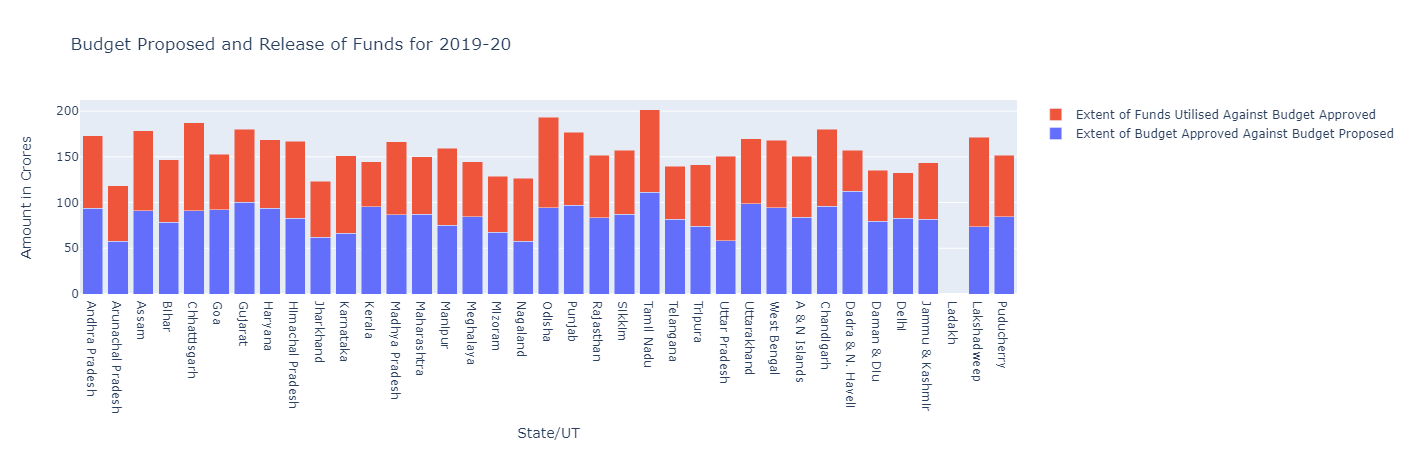 Budget Proposed and Release of Funds for 2019-20
Extent of Funds Utilised Against Budget Approved
Extent of Budget Approved Against Budget Proposed
Amount in Crores
200
150
100
50
0
Andhra Pradesh
Arunachal Pradesh
Assam
Bihar
Chhattisgarh
Goa
Gujarat
Haryana
Himachal Pradesh
Jharkhand
Karnataka
Kerala
Madhya Pradesh
Maharashtra
Manipur
Meghalaya
Mizoram
Nagaland
Odisha
Punjab
Rajasthan
Sikkim
Tamil Nadu
Telangana
Tripura
Uttar Pradesh
Uttarakhand
West Bengal
A & N Islands
Chandigarh
Dadra & N. Haveli
Daman & Diu
Delhi
Jammu & Kashmir
Ladakh
Lakshadweep
Puducherry
State/UT